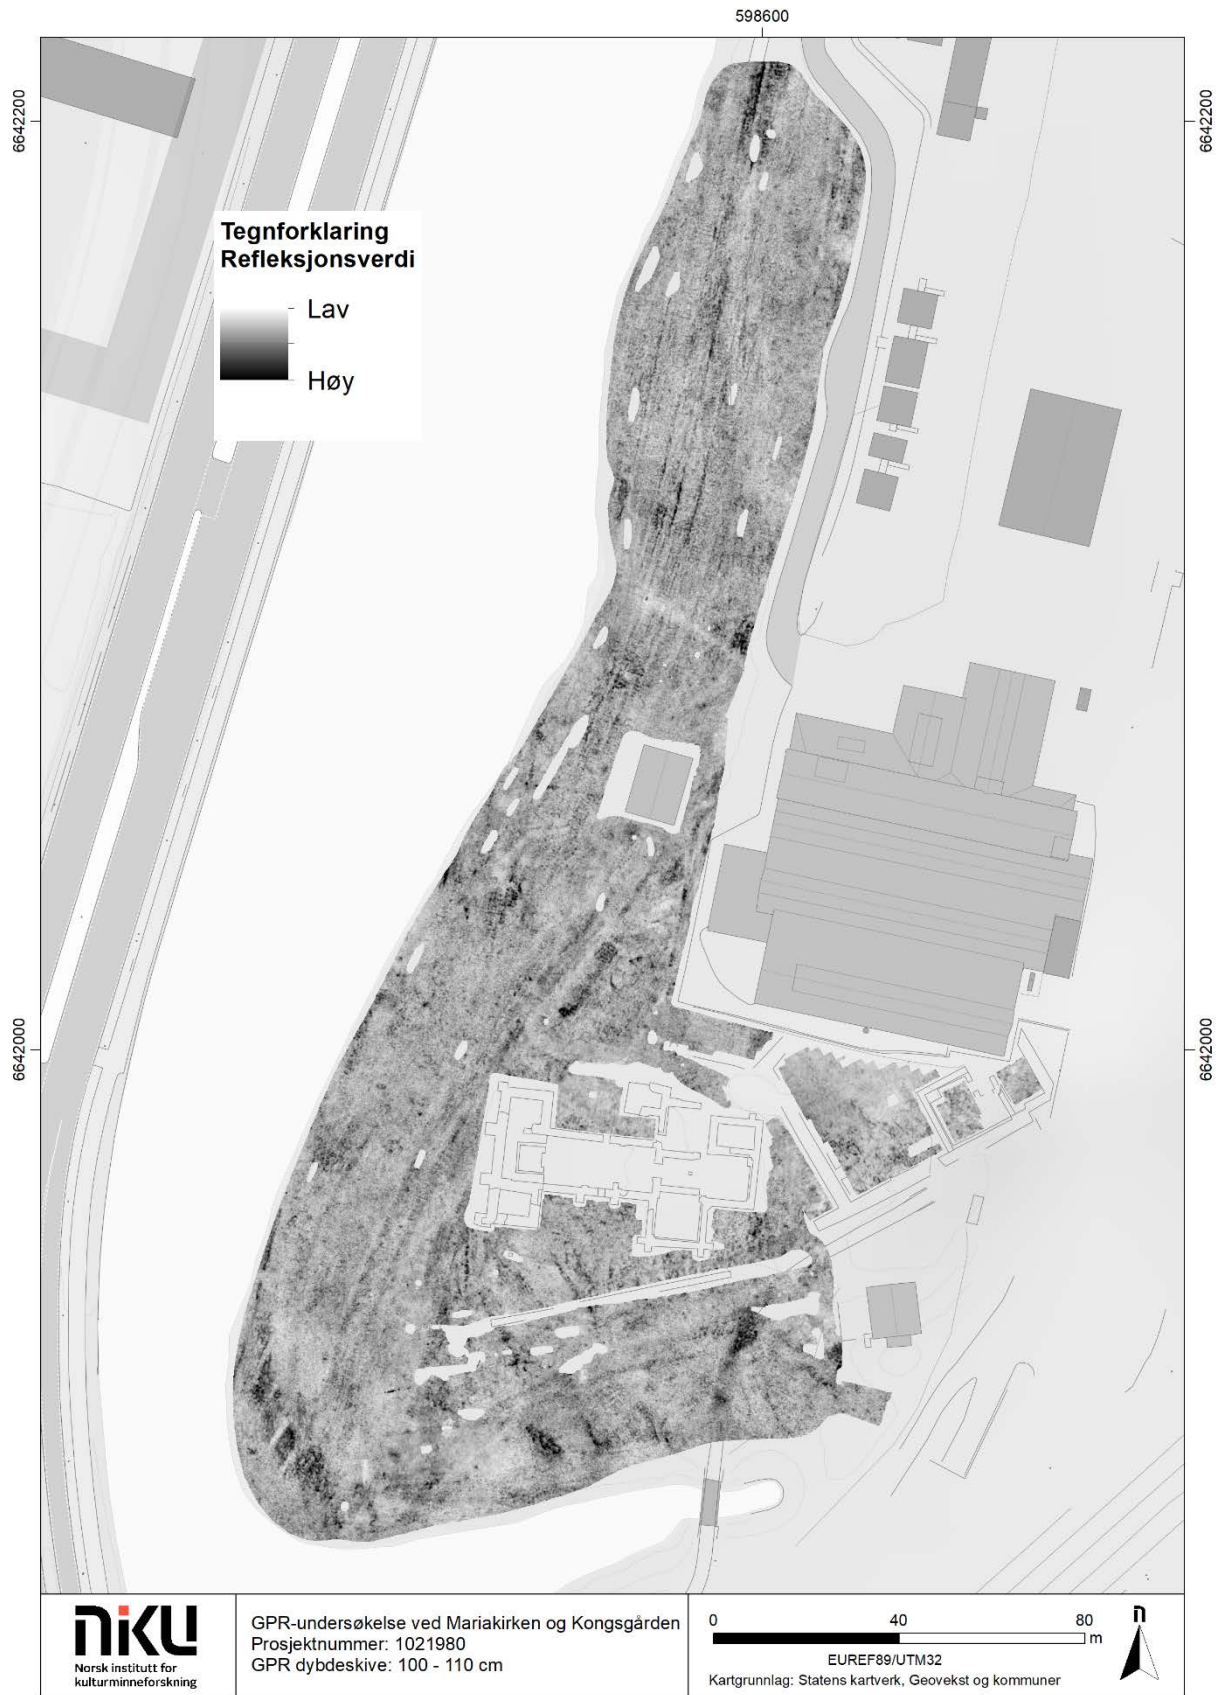 598600
6642200
6642200
Tegnforklaring
Refleksjonsverdi
Lav
Høy
6642000
6642000
niku
Norsk institutt for
kulturminneforskning
GPR-undersøkelse ved Mariakirken og Kongsgården
Prosjektnummer: 1021980
GPR dybdeskive: 100 - 110 cm
0 40 80
m
EUREF89/UTM32
Kartgrunnlag: Statens kartverk, Geovekst og kommuner
n